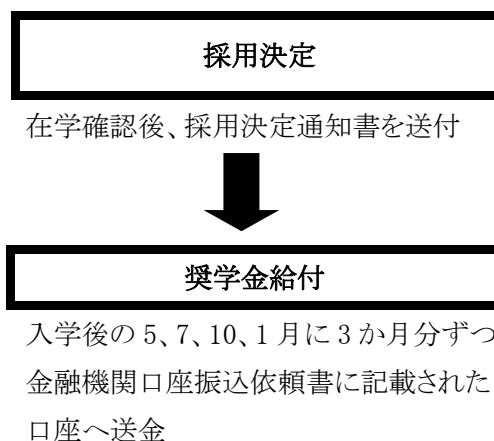 採用決定
在学確認後、採用決定通知書を送付
奨学金給付
入学後の 5、7、10、1 月に 3 か月分ずつ
金融機関口座振込依頼書に記載された
口座へ送金